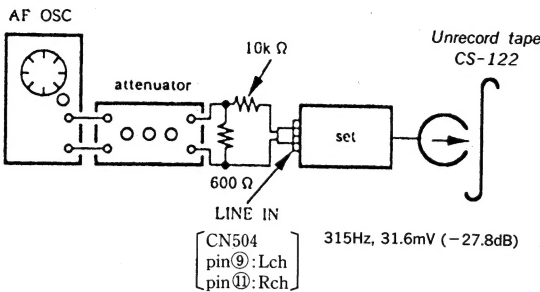 AF OSC
Unrecord tape
CS-122
10k Ω
attenuator
set
600 Ω
LINE IN
CN504
pin⑨:Lch
pin⑪:Rch
315Hz, 31.6mV (−27.8dB)